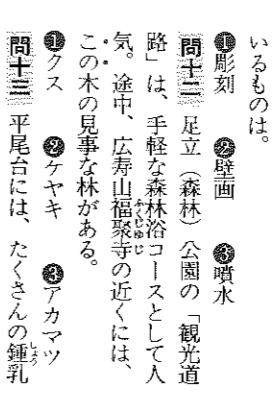 いるものは。
❶彫刻　❷壁画　❸噴水
問十二　足立（森林）公園の「観光道
路」は、手軽な森林浴コースとして人
気。途中、広寿山福聚寺の近くには、
この木の見事な林がある。
❶クス　❷ケヤキ　❸アカマツ
問十三　平尾台には、たくさんの鍾乳